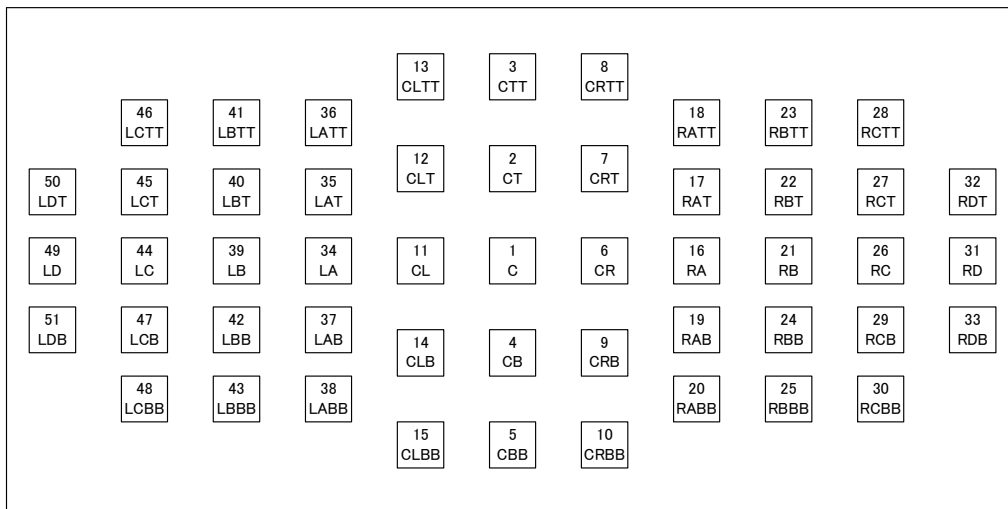 13 3 8
CLTT CTT CRTT
46 41 36 18 23 28
LCTT LBTT LATT RATT RBTT RCTT
12 2 7
CLT CT CRT
50 45 40 35 17 22 27 32
LDT LCT LBT LAT RAT RBT RCT RDT
49 44 39 34 11 1 6 16 21 26 31
LD LC LB LA CL C CR RA RB RC RD
51 47 42 37 19 24 29 33
LDB LCB LBB LAB RAB RBB RCB RDB
14 4 9
CLB CB CRB
48 43 38 20 25 30
LCBB LBBB LABB RABB RBBB RCBB
15 5 10
CLBB CBB CRBB